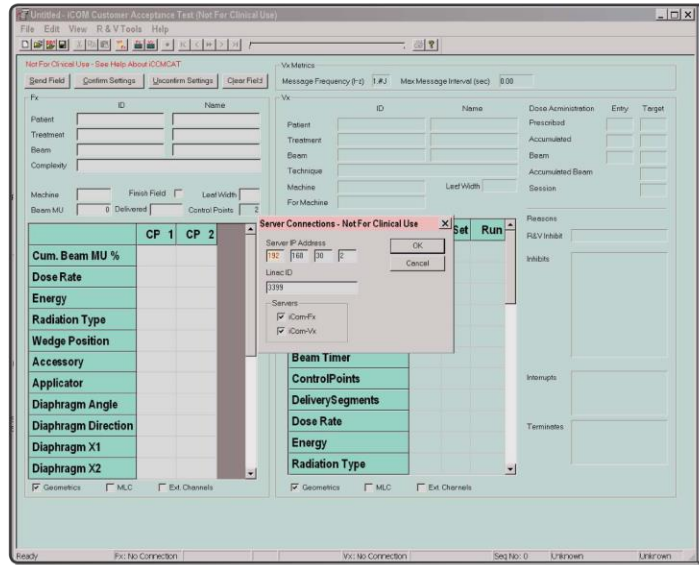 Untitled - iCOM Customer Acceptance Test (Not For Clinical Use)
File Edit View R & V Tools Help
Not For Clinical Use - See Help About iCOMCAT
Send Field Confirm Settings Unconfirm Settings Clear Field
Fx
ID Name
Patient
Treatment
Beam
Complexity
Machine Finish Field Leaf Width
Beam MU 0 Delivered Control Points 2
CP 1 CP 2
Cum. Beam MU %
Dose Rate
Energy
Radiation Type
Wedge Position
Accessory
Applicator
Diaphragm Angle
Diaphragm Direction
Diaphragm X1
Diaphragm X2
Geometrics MLC Ext. Channels
Vx Metrics
Message Frequency (Hz) 1.#J Max Message Interval (sec) 0.00
Vx
ID Name
Patient
Treatment
Beam
Technique
Machine Leaf Width
For Machine
Dose Administration Entry Target
Prescribed
Accumulated
Beam
Accumulated Beam
Session
Set Run
Beam Timer
ControlPoints
DeliverySegments
Dose Rate
Energy
Radiation Type
Geometrics MLC Ext. Channels
Reasons
R&V Inhibit
Inhibits
Interrupts
Terminates
Server Connections - Not For Clinical Use
Server IP Address
192 168 30 2
Linac ID
3399
Servers
iCom-Fx
iCom-Vx
OK
Cancel
Ready Fx: No Connection Vx: No Connection Seq No: 0 Unknown Unknown